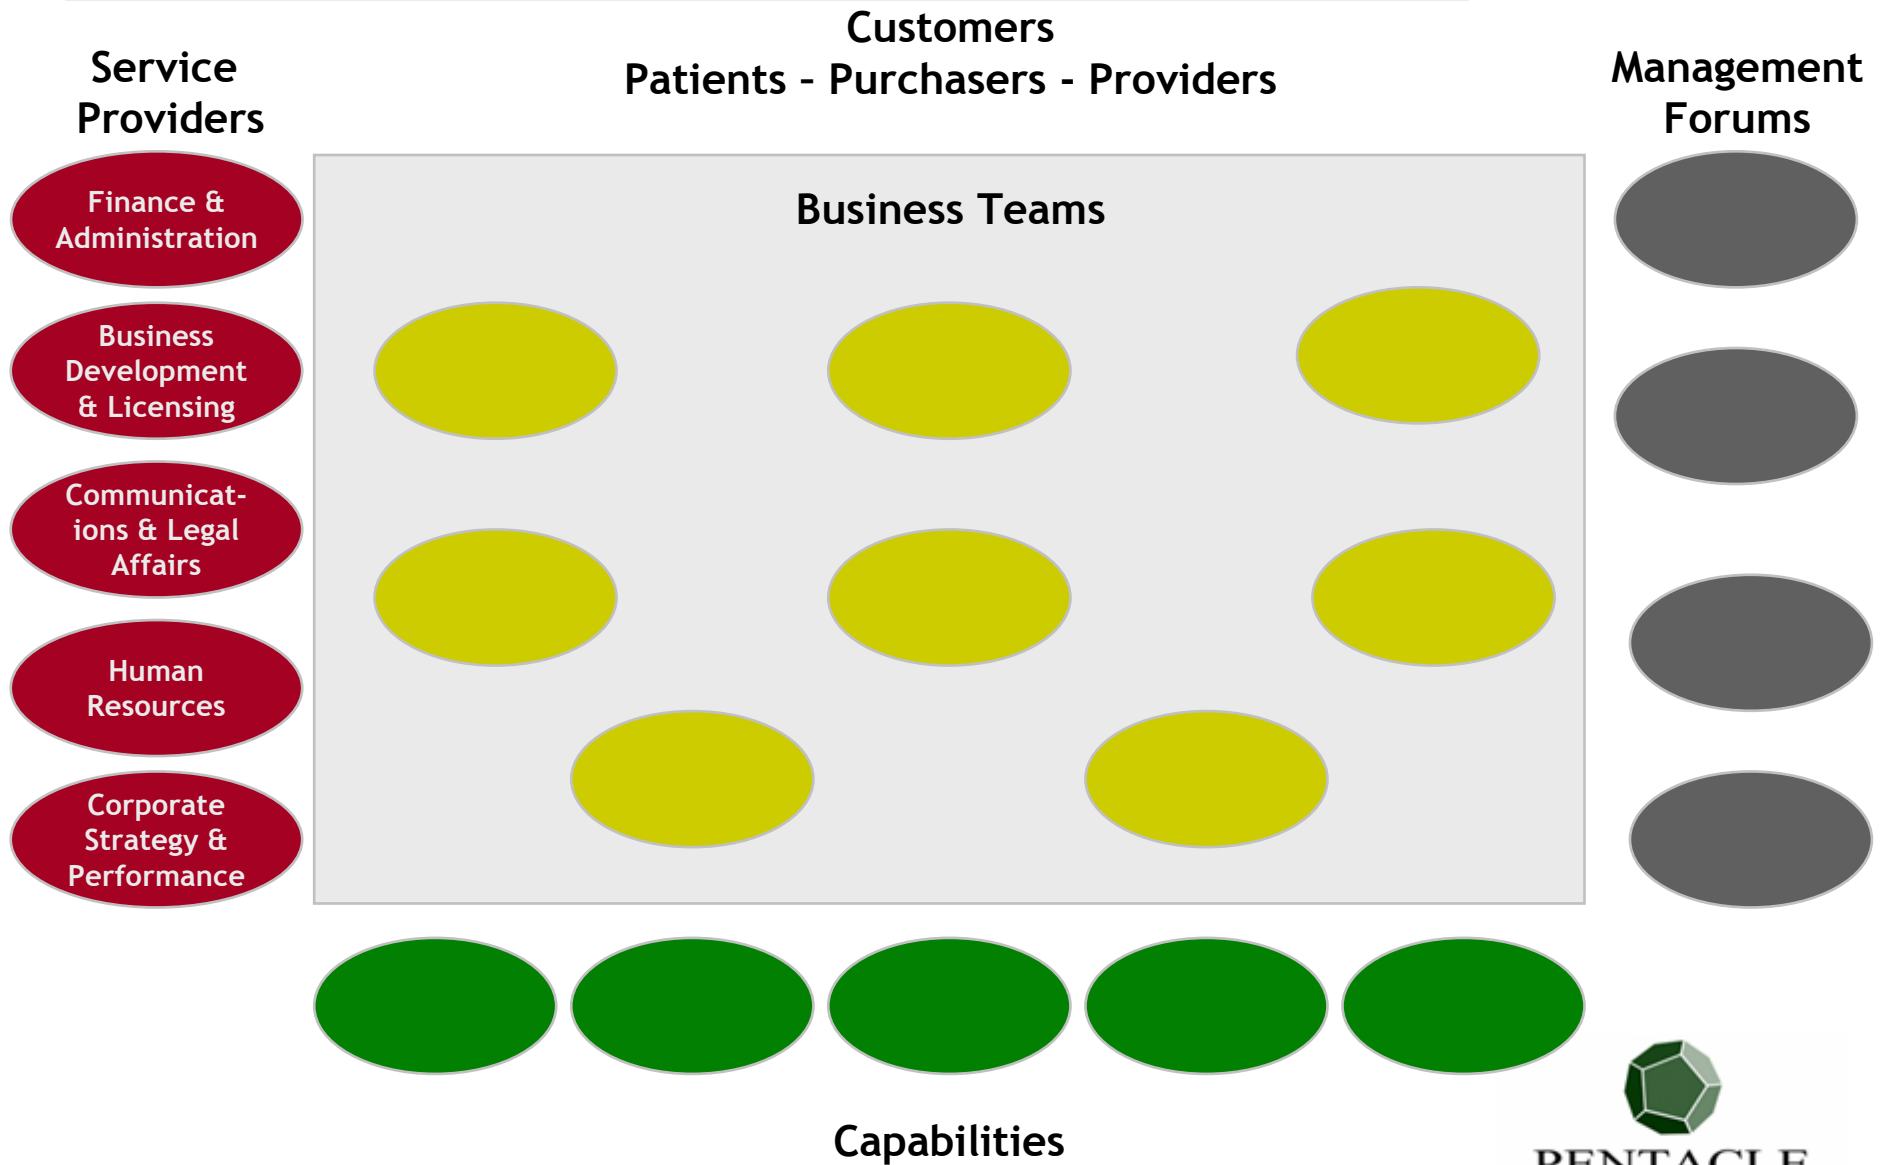 Customers
Patients – Purchasers - Providers
Service
Providers
Management
Forums
Business Teams
Finance &
Administration
Business
Development
& Licensing
Communicat-
ions & Legal
Affairs
Human
Resources
Corporate
Strategy &
Performance
Capabilities
PENTACLE